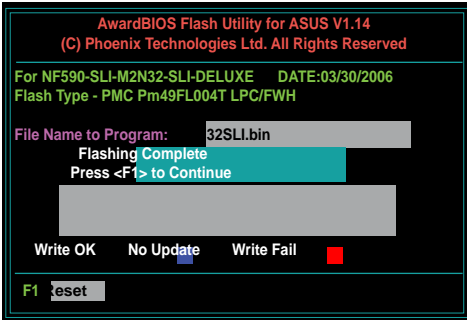 AwardBIOS Flash Utility for ASUS V1.14
(C) Phoenix Technologies Ltd. All Rights Reserved
For NF590-SLI-M2N32-SLI-DELUXE DATE:03/30/2006
Flash Type - PMC Pm49FL004T LPC/FWH
File Name to Program: 32SLI.bin
Flashing Complete
Press <F1> to Continue
Write OK No Update Write Fail
F1 Reset